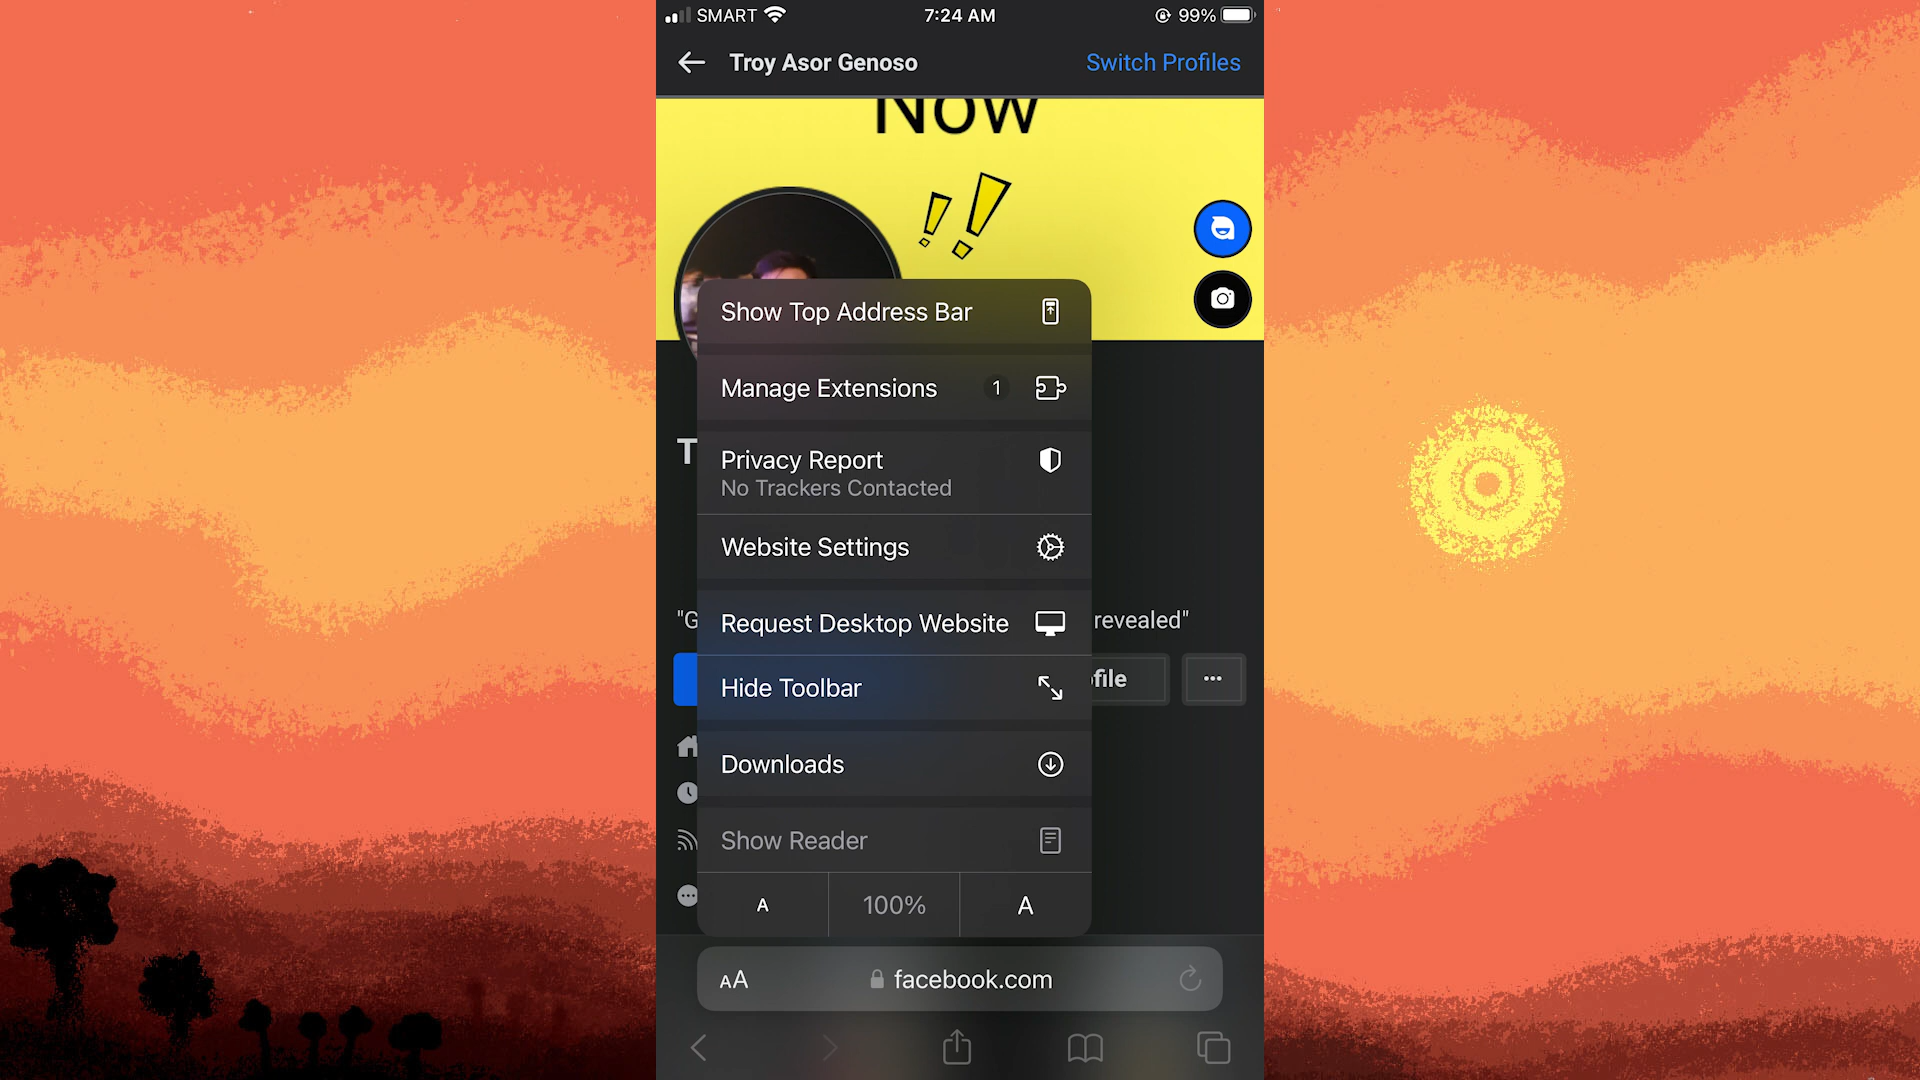 SMART 7:24 AM 99%
Troy Asor Genoso Switch Profiles
Now
!!
Show Top Address Bar
Manage Extensions 1
T
Privacy Report
No Trackers Contacted
Website Settings
"G revealed"
Request Desktop Website
Hide Toolbar
ofile ...
Downloads
Show Reader
A 100% A
AA facebook.com